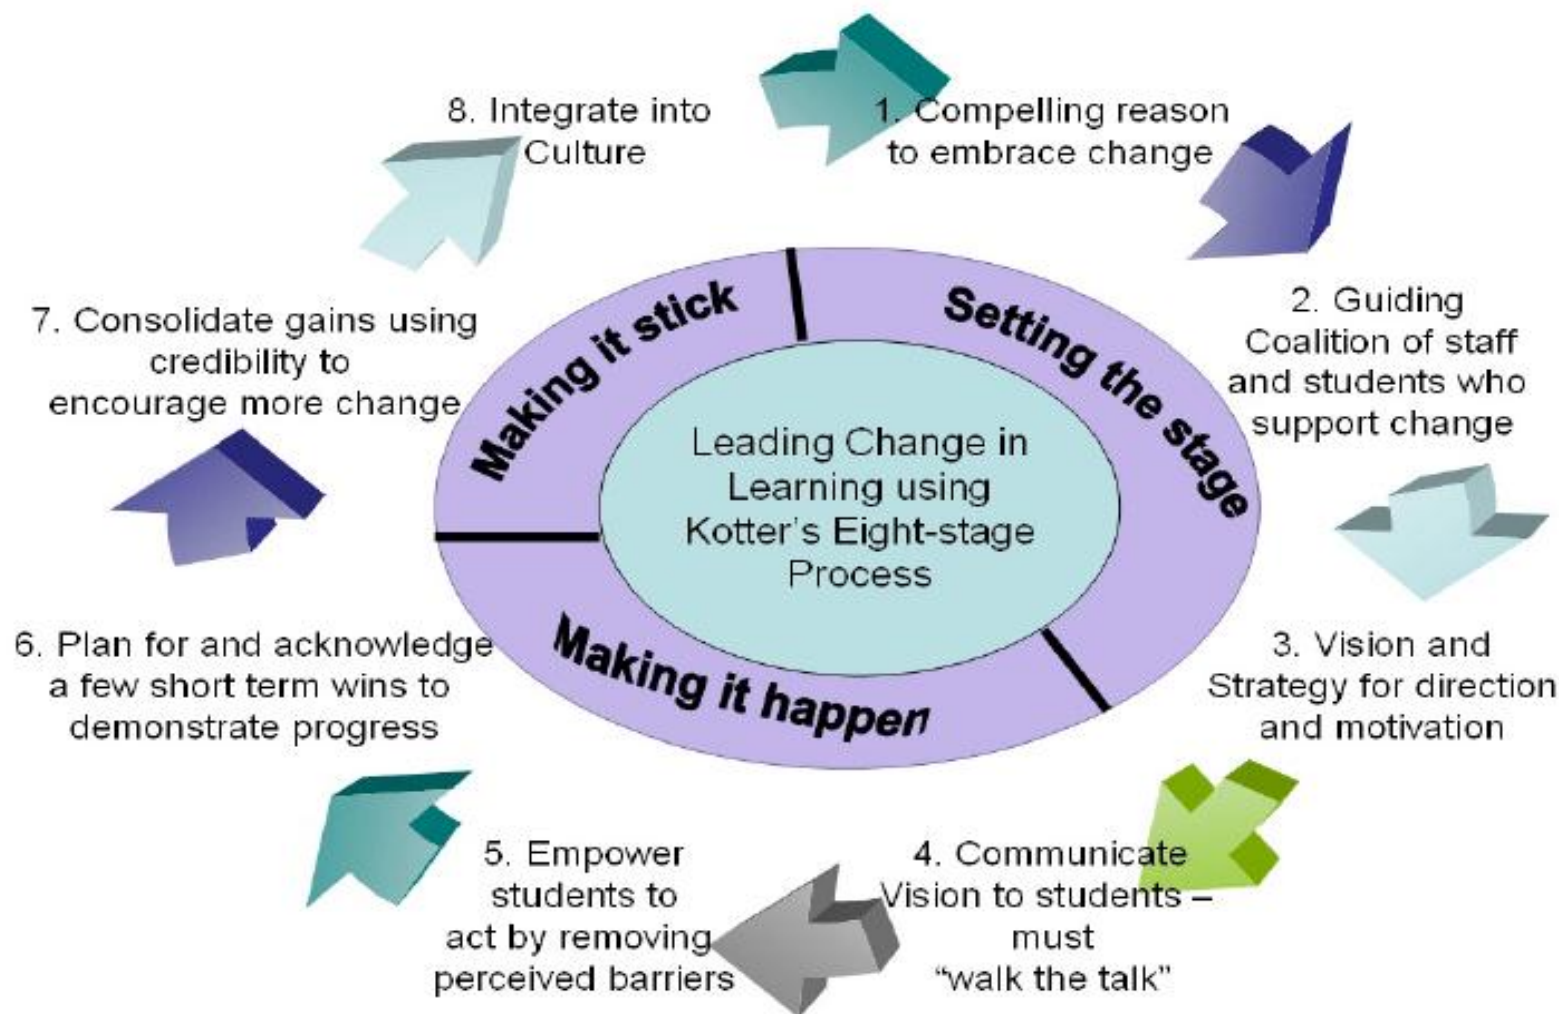 8. Integrate into
Culture
1. Compelling reason
to embrace change
2. Guiding
Coalition of staff
and students who
support change
3. Vision and
Strategy for direction
and motivation
4. Communicate
Vision to students –
must
“walk the talk”
5. Empower
students to
act by removing
perceived barriers
6. Plan for and acknowledge
a few short term wins to
demonstrate progress
7. Consolidate gains using
credibility to
encourage more change
Making it stick
Setting the stage
Making it happen
Leading Change in
Learning using
Kotter’s Eight-stage
Process